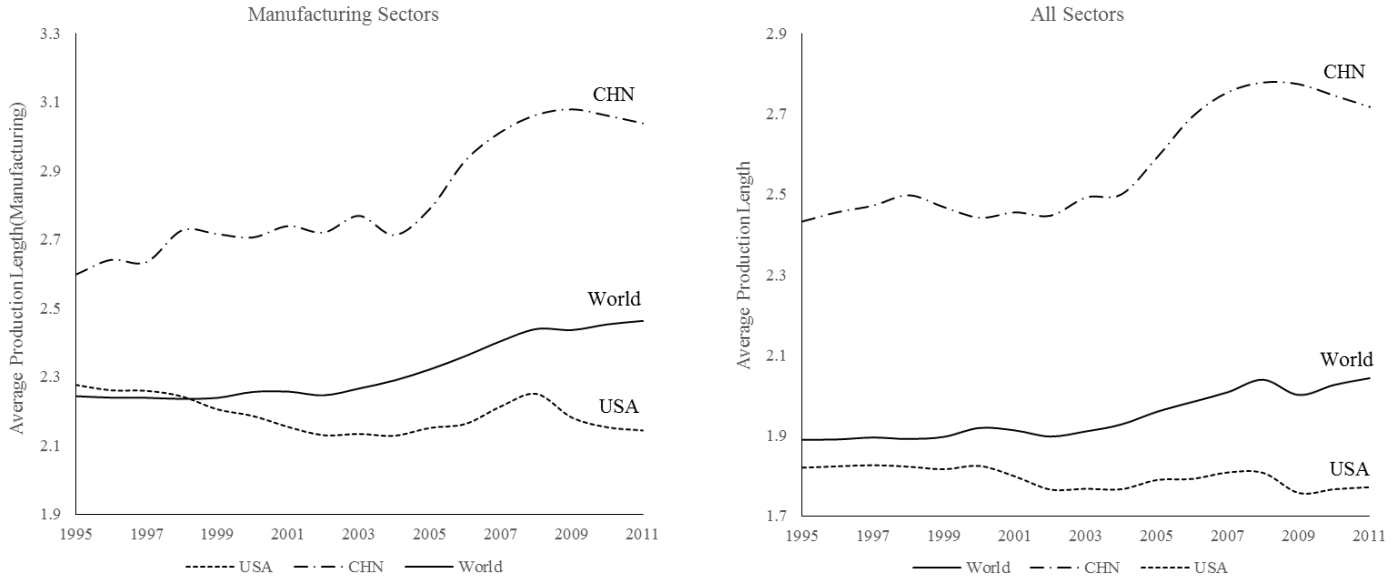 Manufacturing Sectors
Average Production Length(Manufacturing)
3.3
3.1
2.9
2.7
2.5
2.3
2.1
1.9
CHN
World
USA
1995 1997 1999 2001 2003 2005 2007 2009 2011
USA CHN World
All Sectors
Average Production Length
2.9
2.7
2.5
2.3
2.1
1.9
1.7
CHN
World
USA
1995 1997 1999 2001 2003 2005 2007 2009 2011
World CHN USA